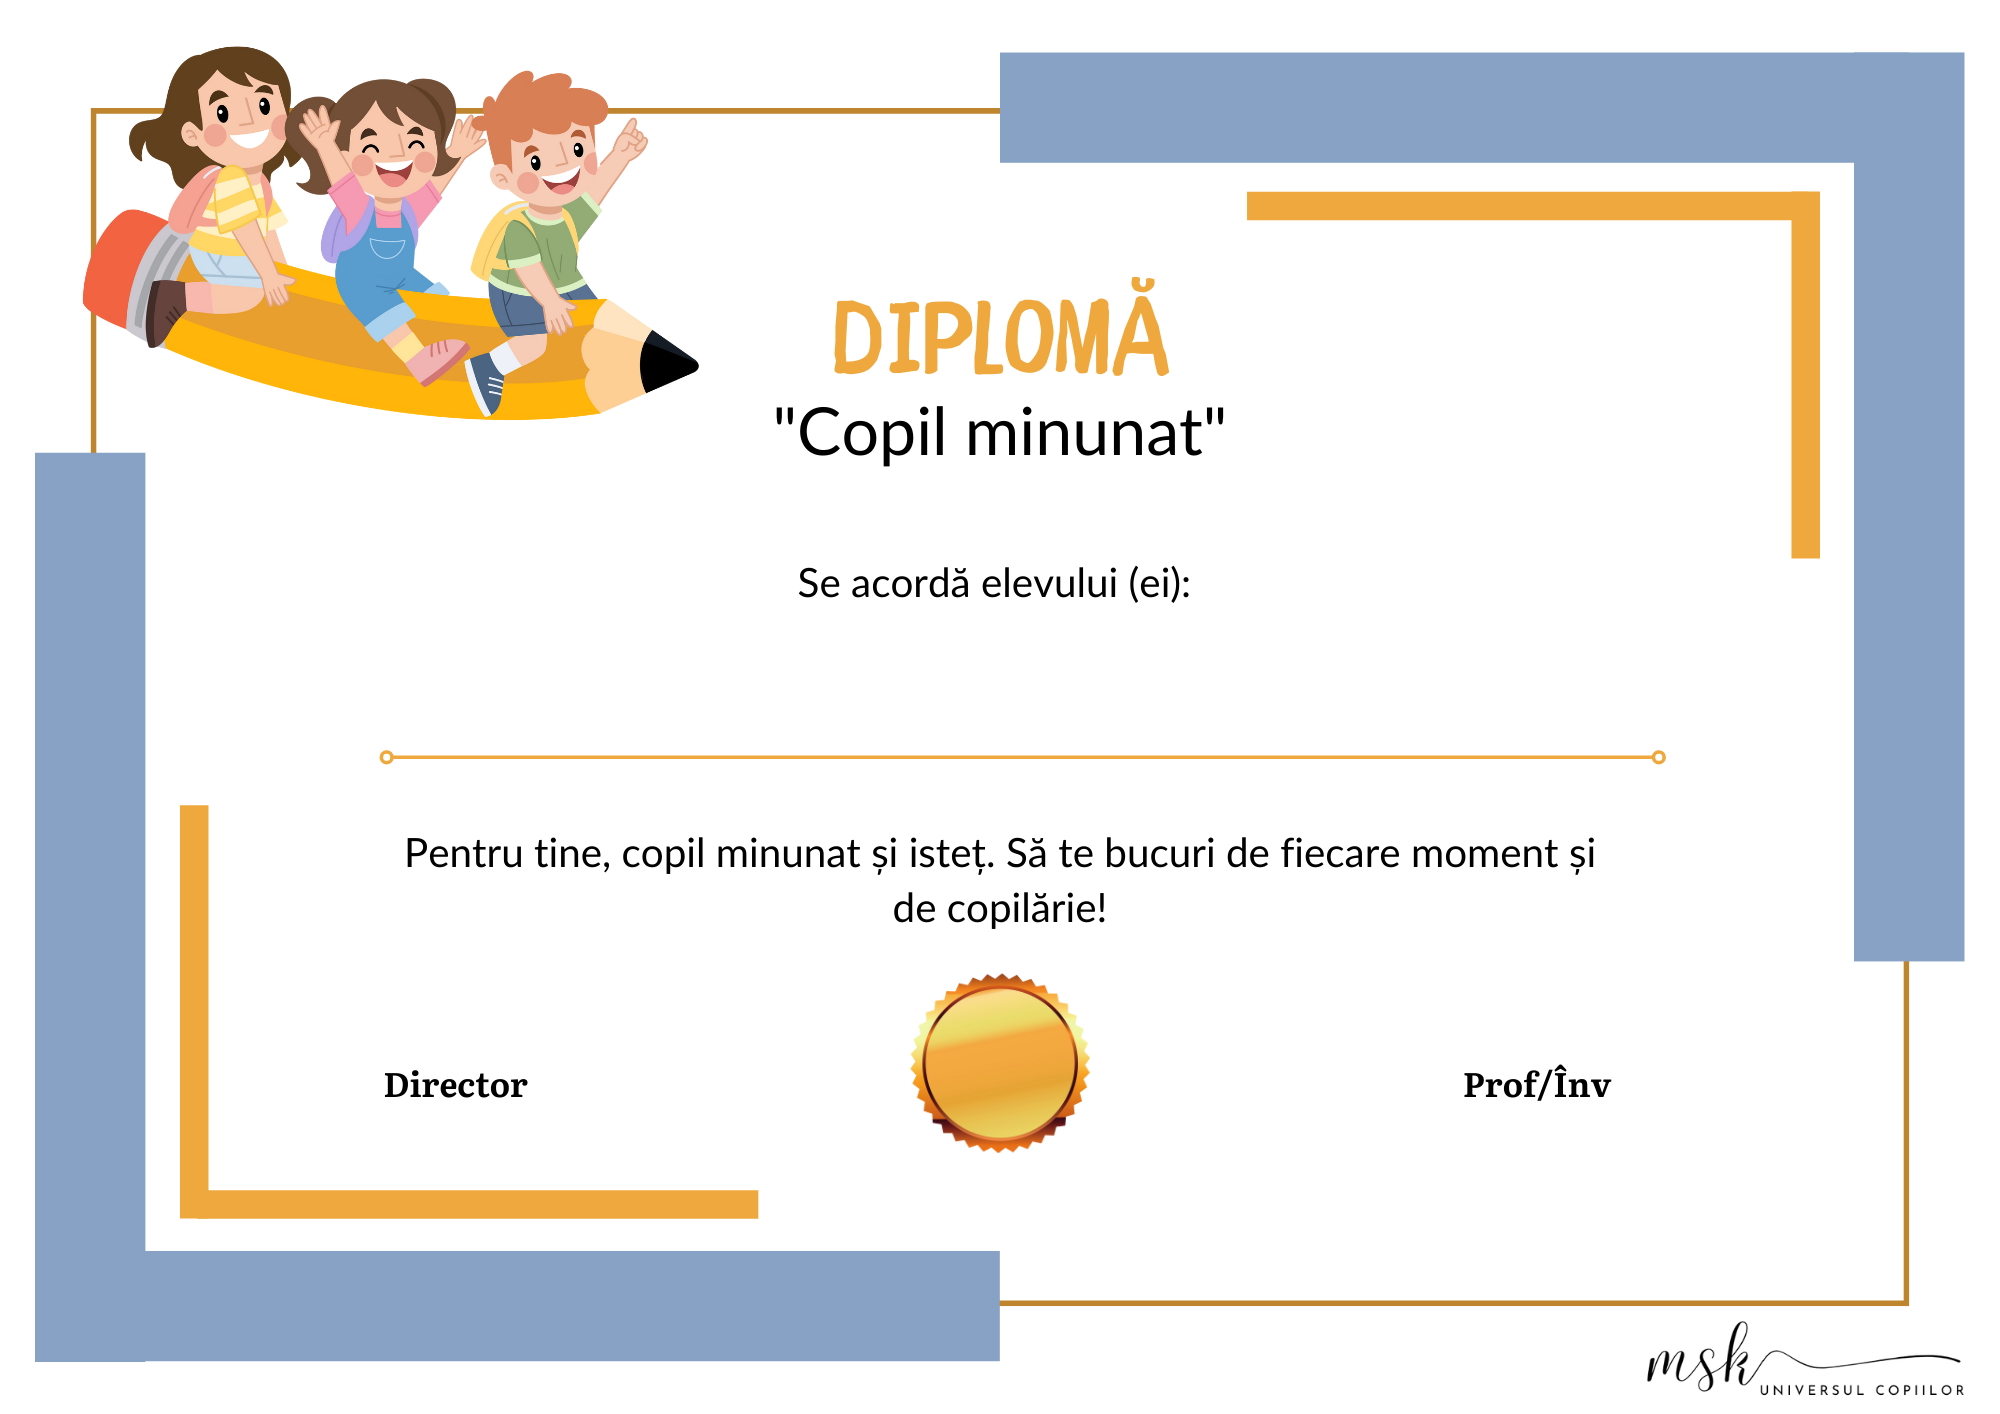 DIPLOMĂ
"Copil minunat"
Se acordă elevului (ei):
Pentru tine, copil minunat și isteț. Să te bucuri de fiecare moment și
de copilărie!
Director
Prof/Înv
msk
UNIVERSUL COPIILOR